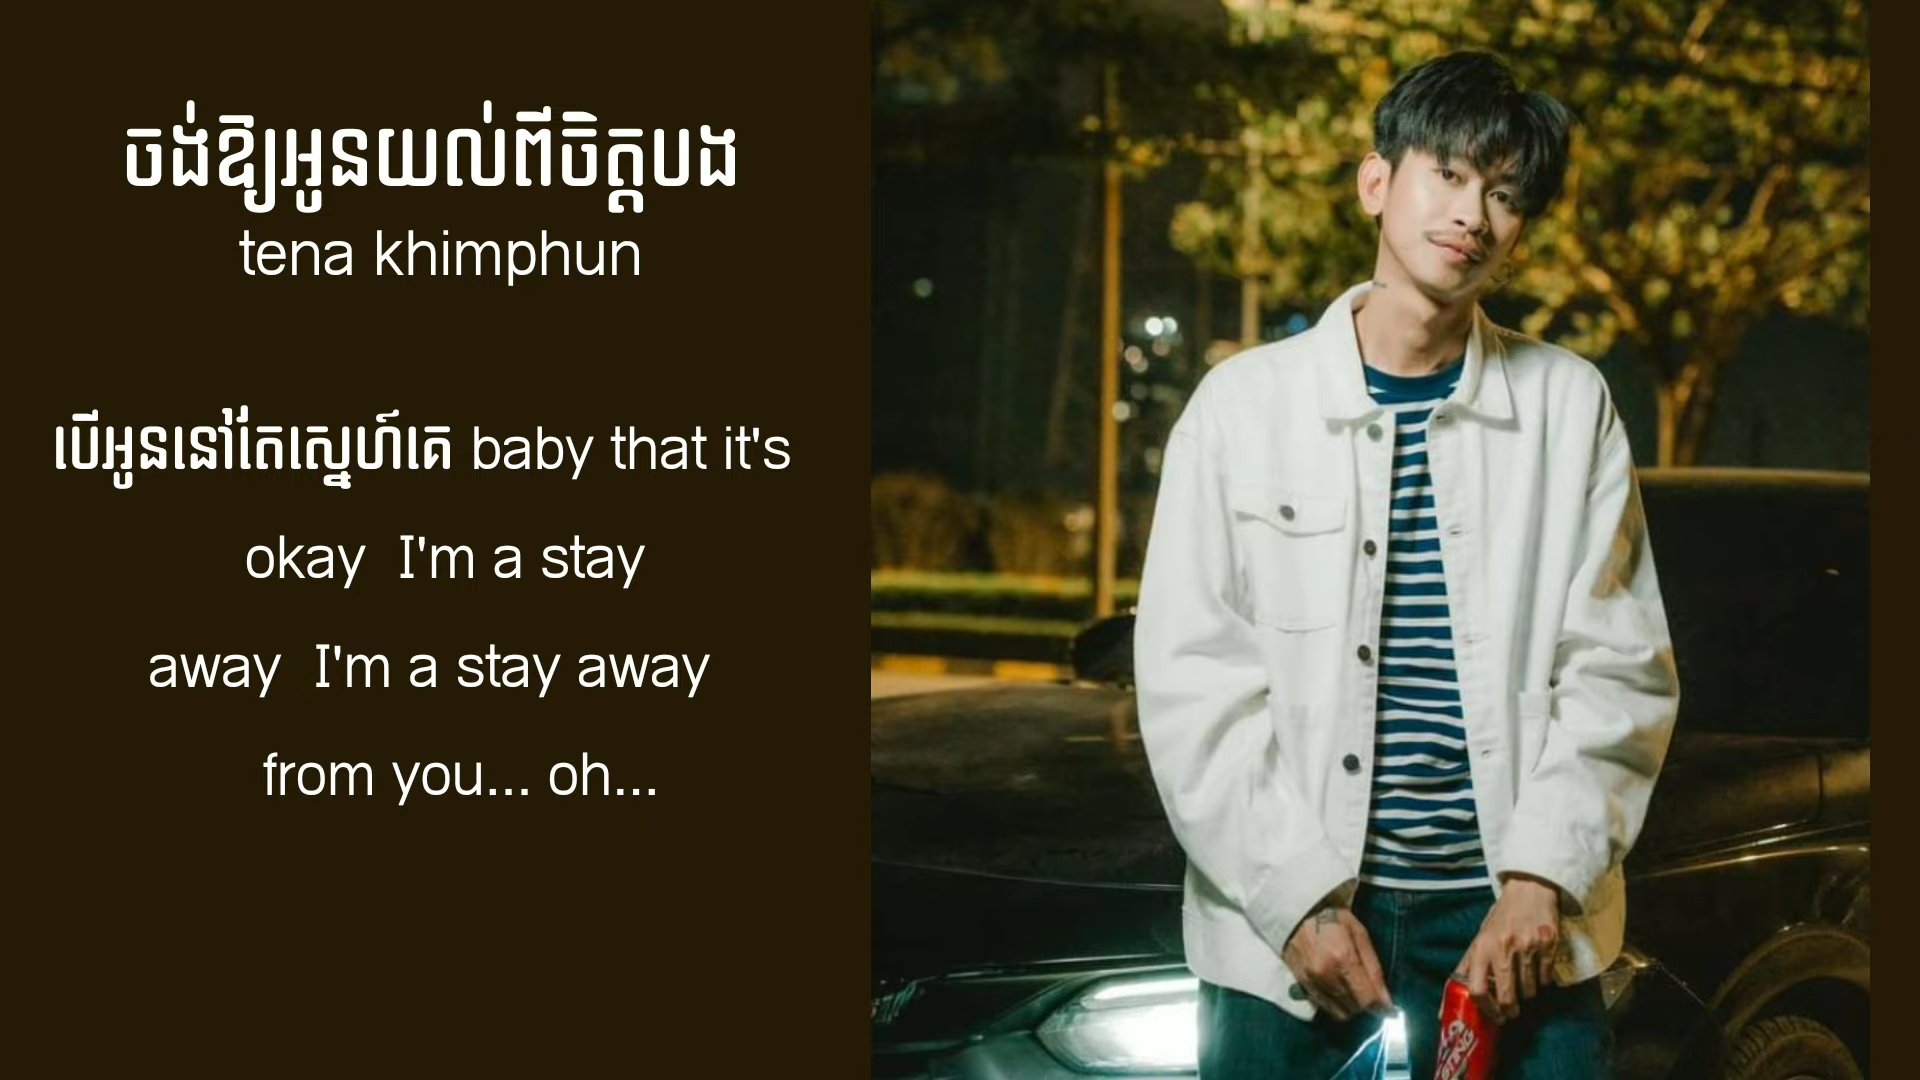 ចង់ឱ្យអូនយល់ពីចិត្តបង
tena khimphun
បើអូននៅតែស្នេហ៍គេ baby that it's
okay I'm a stay
away I'm a stay away
from you... oh...